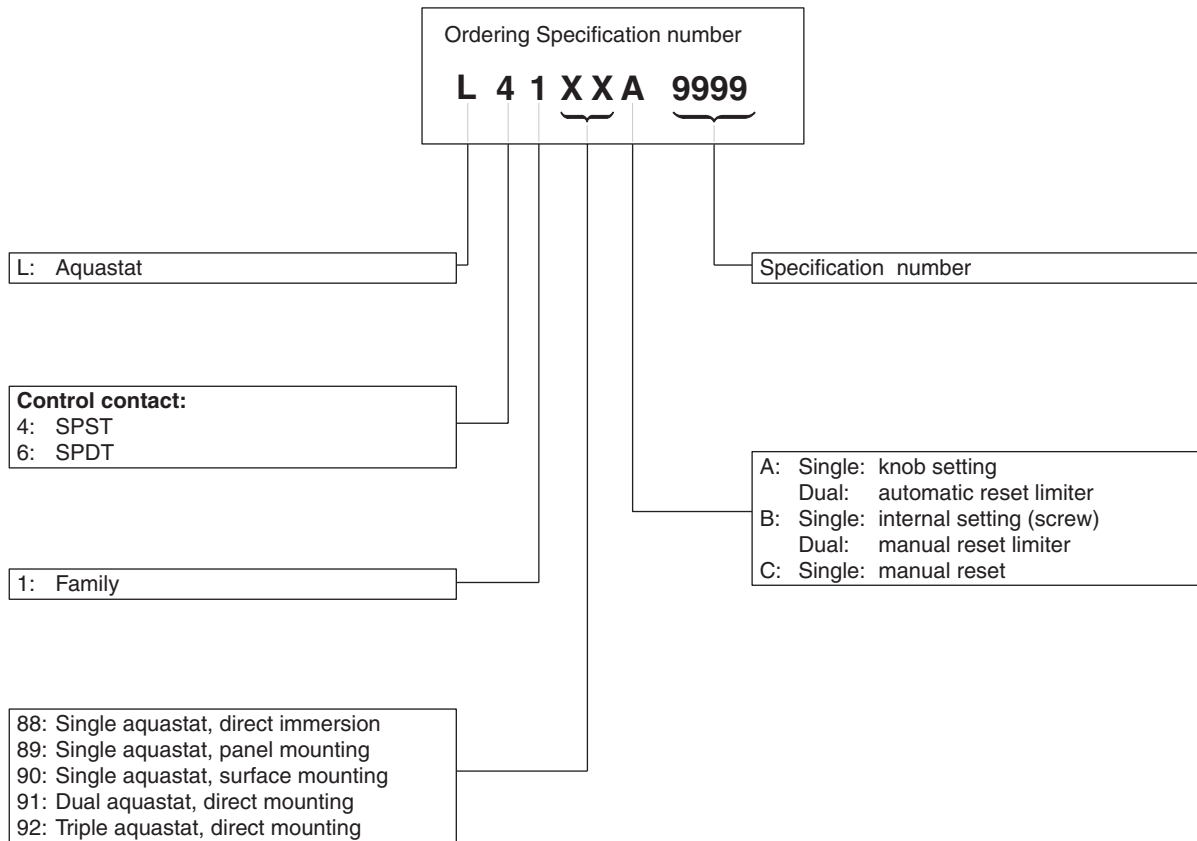 Ordering Specification number
L 4 1 X X A 9999
L: Aquastat
Specification number
Control contact:
4: SPST
6: SPDT
A: Single: knob setting
Dual: automatic reset limiter
B: Single: internal setting (screw)
Dual: manual reset limiter
C: Single: manual reset
1: Family
88: Single aquastat, direct immersion
89: Single aquastat, panel mounting
90: Single aquastat, surface mounting
91: Dual aquastat, direct mounting
92: Triple aquastat, direct mounting